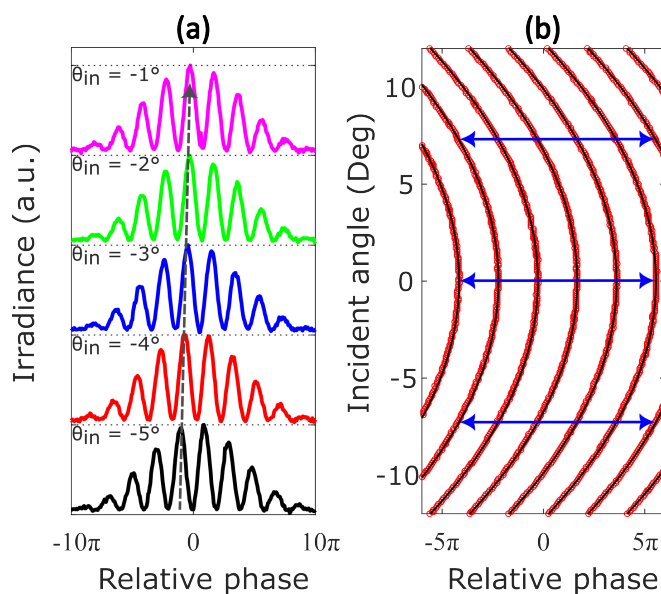 (a)
θin = -1°
θin = -2°
θin = -3°
θin = -4°
θin = -5°
Irradiance (a.u.)
-10π 0 10π
Relative phase
(b)
10
5
0
-5
-10
Incident angle (Deg)
-5π 0 5π
Relative phase